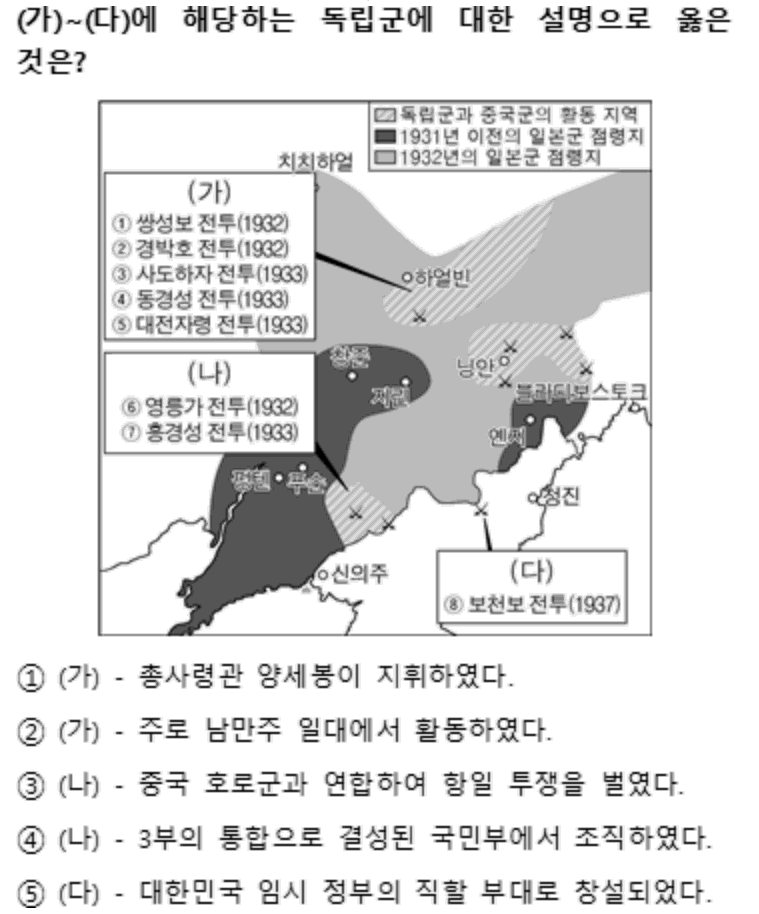 (가)~(다)에 해당하는 독립군에 대한 설명으로 옳은
것은?
독립군과 중국군의 활동 지역
1931년 이전의 일본군 점령지
1932년의 일본군 점령지
치치하얼
(가)
① 쌍성보 전투(1932)
② 경박호 전투(1932)
③ 사도하자 전투(1933)
④ 동경성 전투(1933)
⑤ 대전자령 전투(1933)
하얼빈
창춘
지린
닝안
블라디보스토크
(나)
⑥ 영릉가 전투(1932)
⑦ 흥경성 전투(1933)
옌지
펑톈
푸순
청진
신의주
(다)
⑧ 보천보 전투(1937)
① (가) - 총사령관 양세봉이 지휘하였다.
② (가) - 주로 남만주 일대에서 활동하였다.
③ (나) - 중국 호로군과 연합하여 항일 투쟁을 벌였다.
④ (나) - 3부의 통합으로 결성된 국민부에서 조직하였다.
⑤ (다) - 대한민국 임시 정부의 직할 부대로 창설되었다.